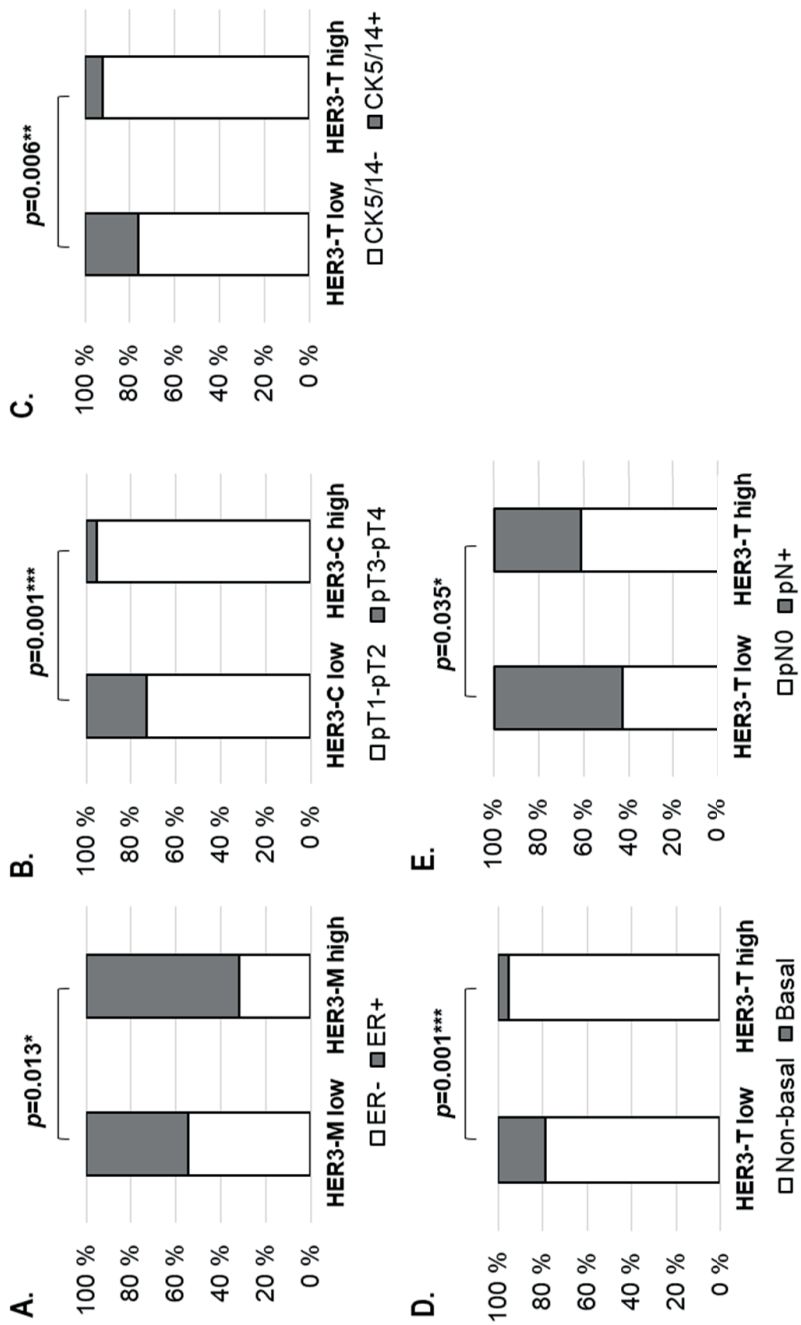 A.
p=0.013*
100 %
80 %
60 %
40 %
20 %
0 %
HER3-M low HER3-M high
ER- ER+
B.
p=0.001***
100 %
80 %
60 %
40 %
20 %
0 %
HER3-C low HER3-C high
pT1-pT2 pT3-pT4
C.
p=0.006**
100 %
80 %
60 %
40 %
20 %
0 %
HER3-T low HER3-T high
CK5/14- CK5/14+
D.
p=0.001***
100 %
80 %
60 %
40 %
20 %
0 %
HER3-T low HER3-T high
Non-basal Basal
E.
p=0.035*
100 %
80 %
60 %
40 %
20 %
0 %
HER3-T low HER3-T high
pN0 pN+